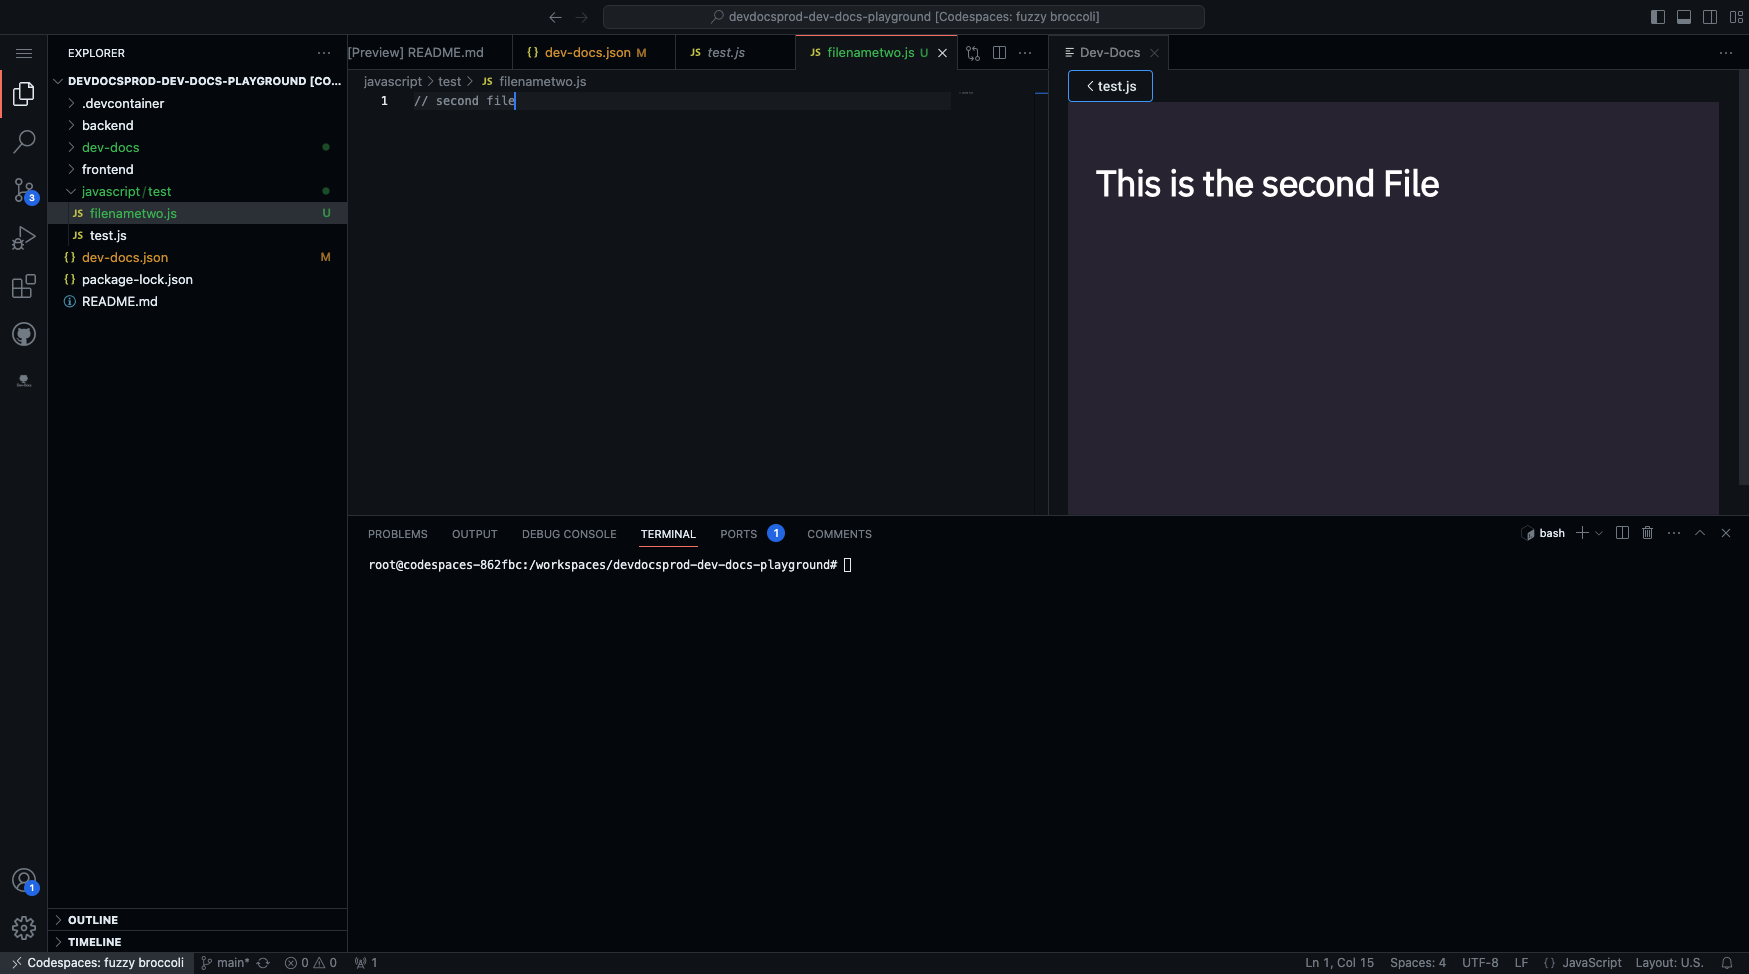 devdocsprod-dev-docs-playground [Codespaces: fuzzy broccoli]
EXPLORER
DEVDOCSPROD-DEV-DOCS-PLAYGROUND [CO...
.devcontainer
backend
dev-docs
frontend
javascript/test
JS filenametwo.js U
JS test.js
{} dev-docs.json M
{} package-lock.json
README.md
3
1
OUTLINE
TIMELINE
[Preview] README.md
{} dev-docs.json M
JS test.js
JS filenametwo.js U
javascript > test > JS filenametwo.js
1 // second file
Dev-Docs
< test.js
This is the second File
PROBLEMS OUTPUT DEBUG CONSOLE TERMINAL PORTS 1 COMMENTS
bash
root@codespaces-862fbc:/workspaces/devdocsprod-dev-docs-playground#
Codespaces: fuzzy broccoli main* 0 0 1
Ln 1, Col 15 Spaces: 4 UTF-8 LF {} JavaScript Layout: U.S.